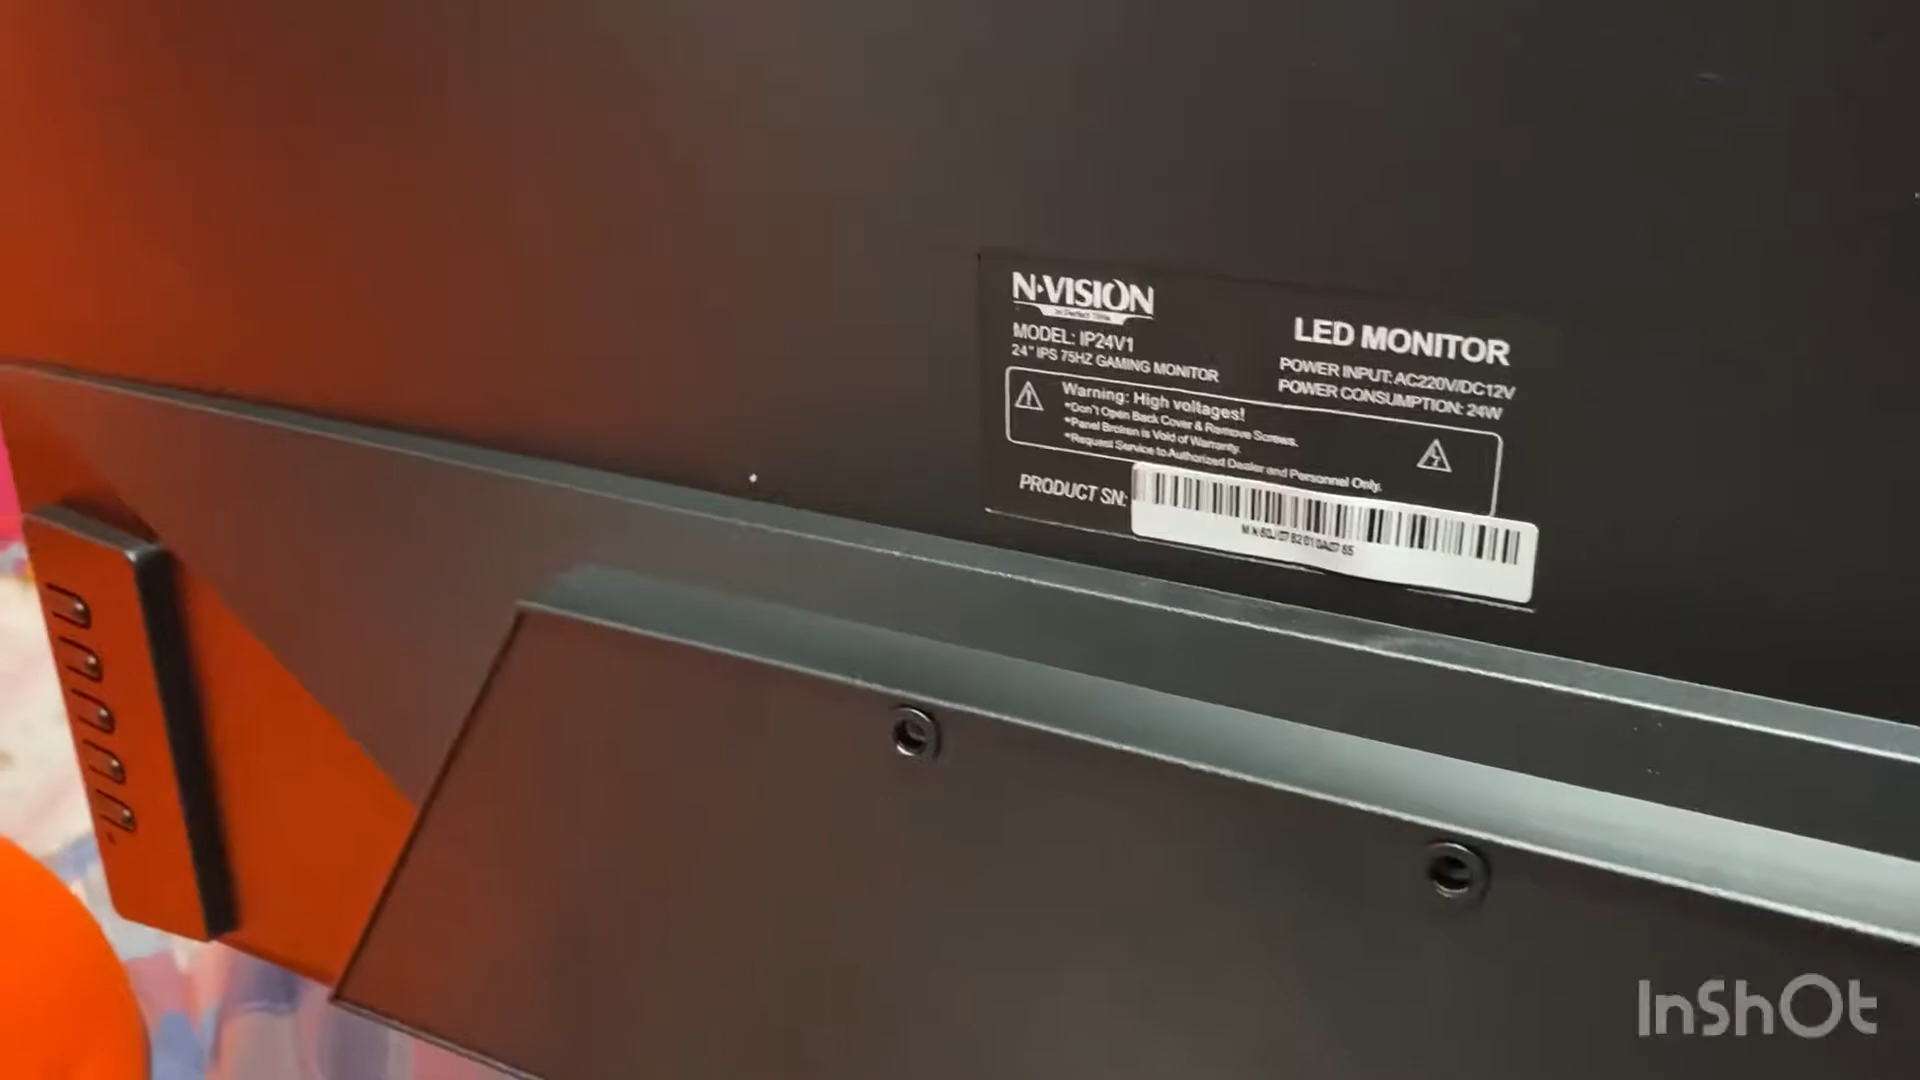 N·VISION
MODEL: IP24V1
24" IPS 75HZ GAMING MONITOR
LED MONITOR
POWER INPUT: AC220V/DC12V
POWER CONSUMPTION: 24W
Warning: High voltages!
*Don't Open Back Cover & Remove Screws.
*Panel Broken is Void of Warranty.
*Request Service to Authorized Dealer and Personnel Only.
PRODUCT SN:
InShOt